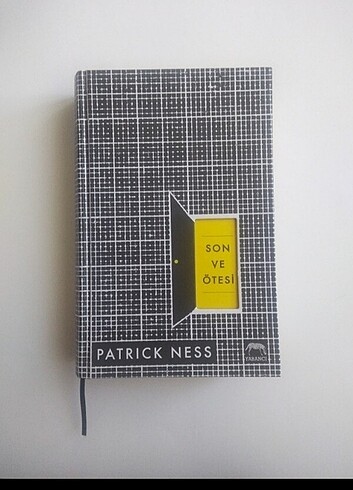 SON
VE
ÖTESİ
PATRICK NESS
YABANCI